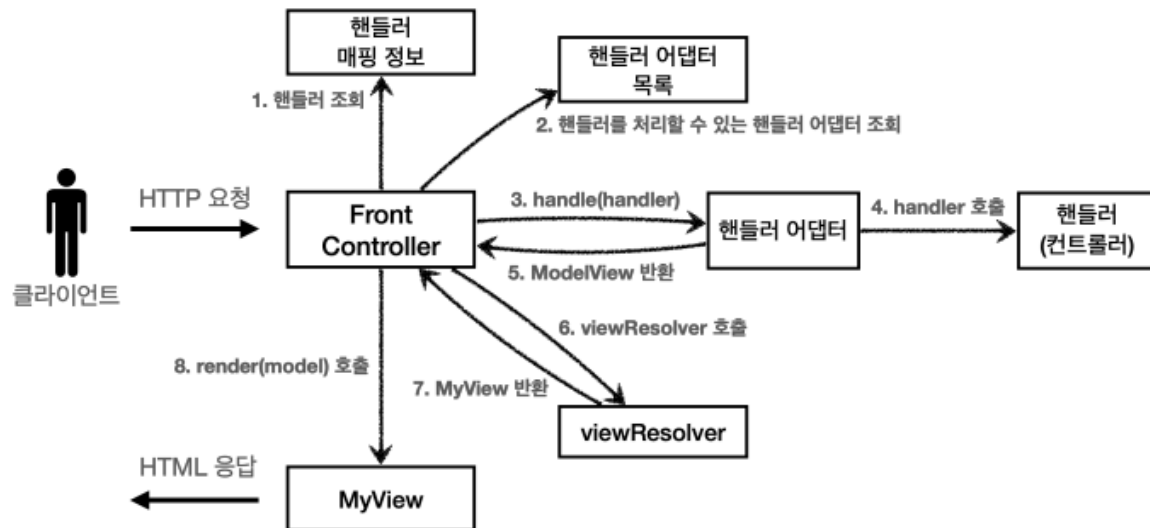 핸들러
매핑 정보
핸들러 어댑터
목록
1. 핸들러 조회
2. 핸들러를 처리할 수 있는 핸들러 어댑터 조회
HTTP 요청
Front
Controller
3. handle(handler)
핸들러 어댑터
4. handler 호출
핸들러
(컨트롤러)
5. ModelView 반환
클라이언트
6. viewResolver 호출
8. render(model) 호출
7. MyView 반환
viewResolver
HTML 응답
MyView